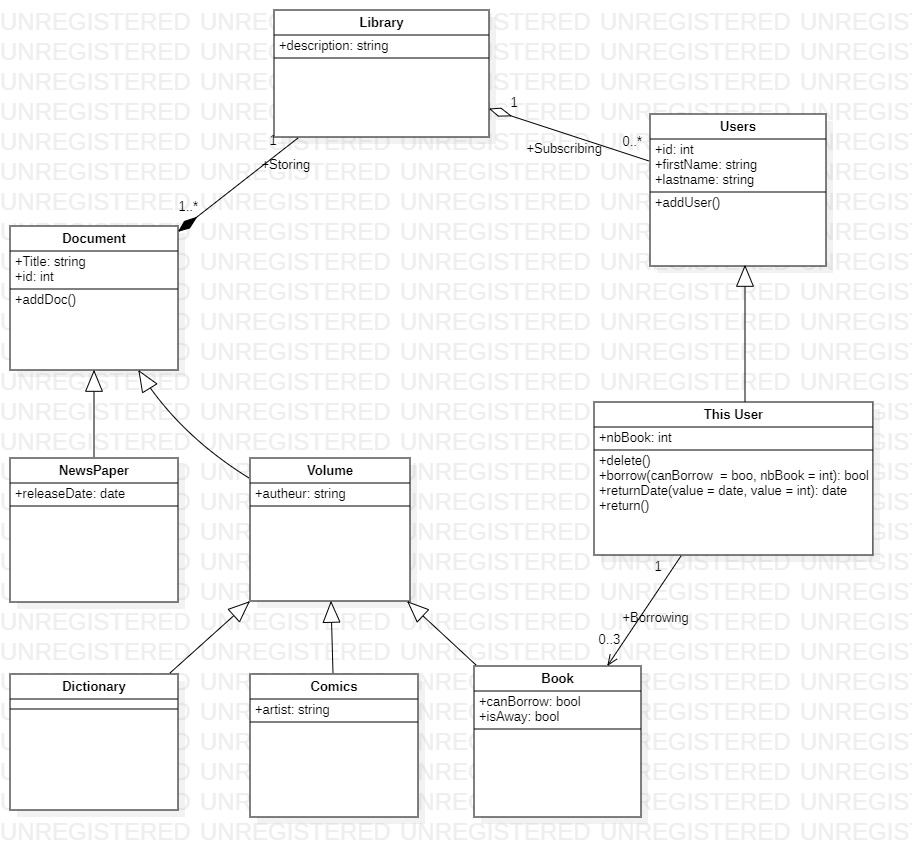 Library
+description: string
1
+Subscribing
0..*
Users
+id: int
+firstName: string
+lastname: string
+addUser()
1
+Storing
1..*
Document
+Title: string
+id: int
+addDoc()
This User
+nbBook: int
+delete()
+borrow(canBorrow  = boo, nbBook = int): bool
+returnDate(value = date, value = int): date
+return()
NewsPaper
+releaseDate: date
Volume
+autheur: string
1
+Borrowing
0..3
Dictionary
Comics
+artist: string
Book
+canBorrow: bool
+isAway: bool
UNREGISTERED